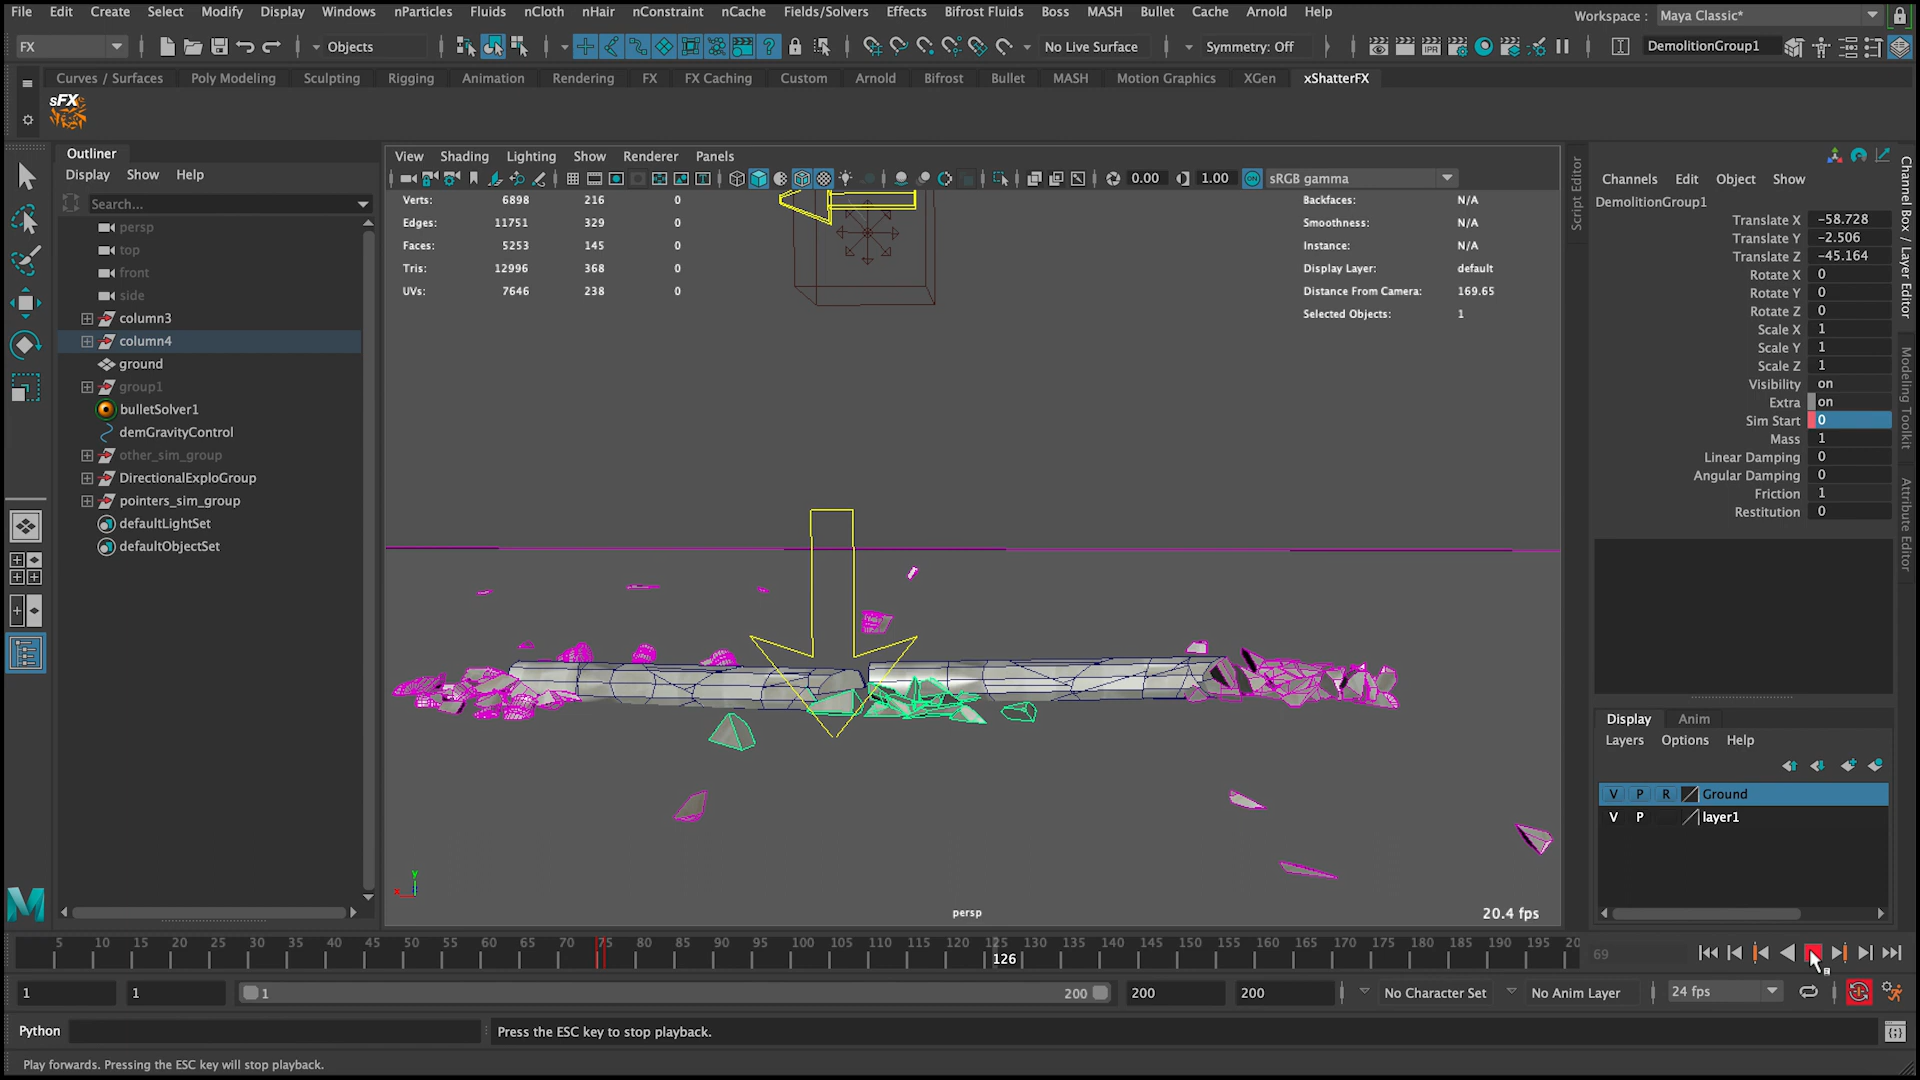 File Edit Create Select Modify Display Windows nParticles Fluids nCloth nHair nConstraint nCache Fields/Solvers Effects Bifrost Fluids Boss MASH Bullet Cache Arnold Help
Workspace : Maya Classic*
FX Objects No Live Surface Symmetry: Off IPR DemolitionGroup1
Curves / Surfaces Poly Modeling Sculpting Rigging Animation Rendering FX FX Caching Custom Arnold Bifrost Bullet MASH Motion Graphics XGen xShatterFX
sFX
Outliner
Display Show Help
Search...
persp
top
front
side
column3
column4
ground
group1
bulletSolver1
demGravityControl
other_sim_group
DirectionalExploGroup
pointers_sim_group
defaultLightSet
defaultObjectSet
View Shading Lighting Show Renderer Panels
0.00 1.00 ON sRGB gamma
Verts: 6898 216 0
Edges: 11751 329 0
Faces: 5253 145 0
Tris: 12996 368 0
UVs: 7646 238 0
Backfaces: N/A
Smoothness: N/A
Instance: N/A
Display Layer: default
Distance From Camera: 169.65
Selected Objects: 1
y
x
persp
20.4 fps
Script Editor
Channels Edit Object Show
DemolitionGroup1
Translate X -58.728
Translate Y -2.506
Translate Z -45.164
Rotate X 0
Rotate Y 0
Rotate Z 0
Scale X 1
Scale Y 1
Scale Z 1
Visibility on
Extra on
Sim Start 0
Mass 1
Linear Damping 0
Angular Damping 0
Friction 1
Restitution 0
Channel Box / Layer Editor
Modeling Toolkit
Attribute Editor
Display Anim
Layers Options Help
V P R Ground
V P layer1
5 10 15 20 25 30 35 40 45 50 55 60 65 70 75 80 85 90 95 100 105 110 115 120 125 130 135 140 145 150 155 160 165 170 175 180 185 190 195 20
126
69
1 1 1 200 200 200 No Character Set No Anim Layer 24 fps
Python Press the ESC key to stop playback.
Play forwards. Pressing the ESC key will stop playback.